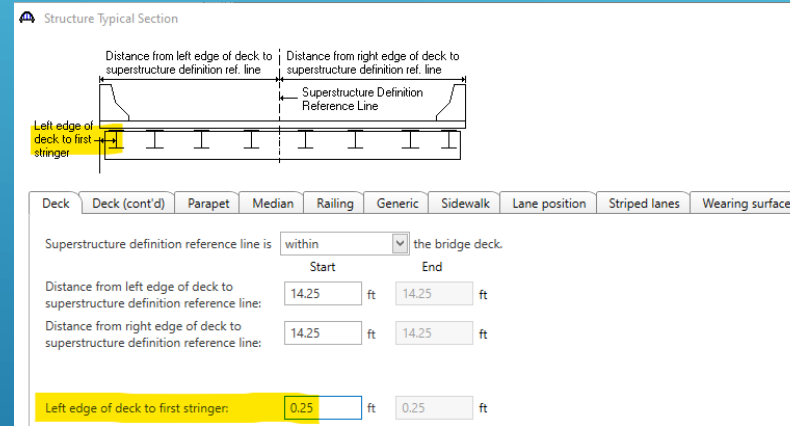 Structure Typical Section
Distance from left edge of deck to
superstructure definition ref. line
Distance from right edge of deck to
superstructure definition ref. line
Superstructure Definition
Reference Line
Left edge of
deck to first
stringer
Deck Deck (cont'd) Parapet Median Railing Generic Sidewalk Lane position Striped lanes Wearing surface
Superstructure definition reference line is within the bridge deck.
Start End
Distance from left edge of deck to
superstructure definition reference line: 14.25 ft 14.25 ft
Distance from right edge of deck to
superstructure definition reference line: 14.25 ft 14.25 ft
Left edge of deck to first stringer: 0.25 ft 0.25 ft